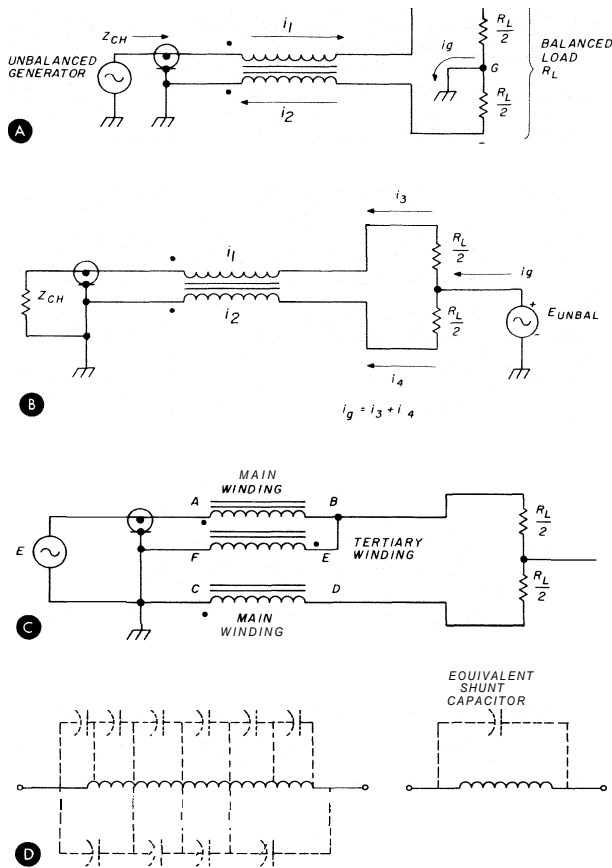 Z_CH
i1
UNBALANCED
GENERATOR
i2
ig
G
R_L
2
R_L
2
BALANCED
LOAD
R_L
A
i3
i1
i2
Z_CH
R_L
2
R_L
2
ig
+
-
E_UNBAL
i4
B
ig = i3 + i4
MAIN
WINDING
A
B
E
F
E
TERTIARY
WINDING
C
D
MAIN
WINDING
R_L
2
R_L
2
C
EQUIVALENT
SHUNT
CAPACITOR
D